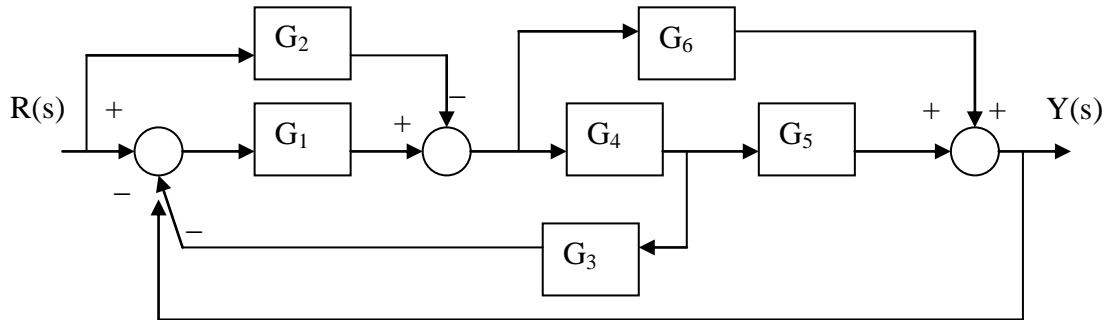 G₂
G₆
R(s)
+
−
G₁
+
G₄
G₅
+
+
Y(s)
−
−
G₃